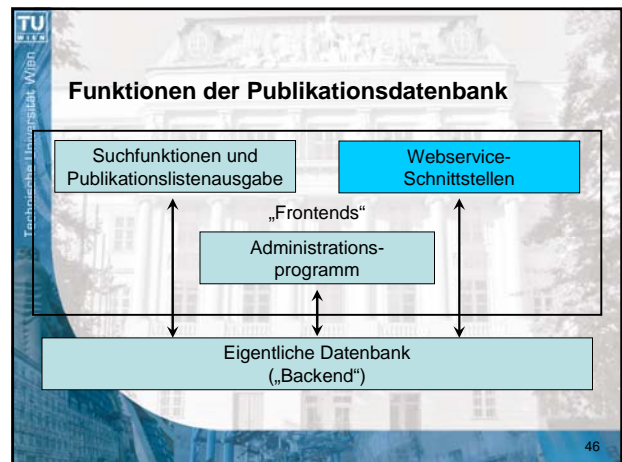 TU
WIEN
Technische Universität Wien
Funktionen der Publikationsdatenbank
Suchfunktionen und
Publikationslistenausgabe
Webservice-
Schnittstellen
„Frontends“
Administrations-
programm
Eigentliche Datenbank
(„Backend“)
46